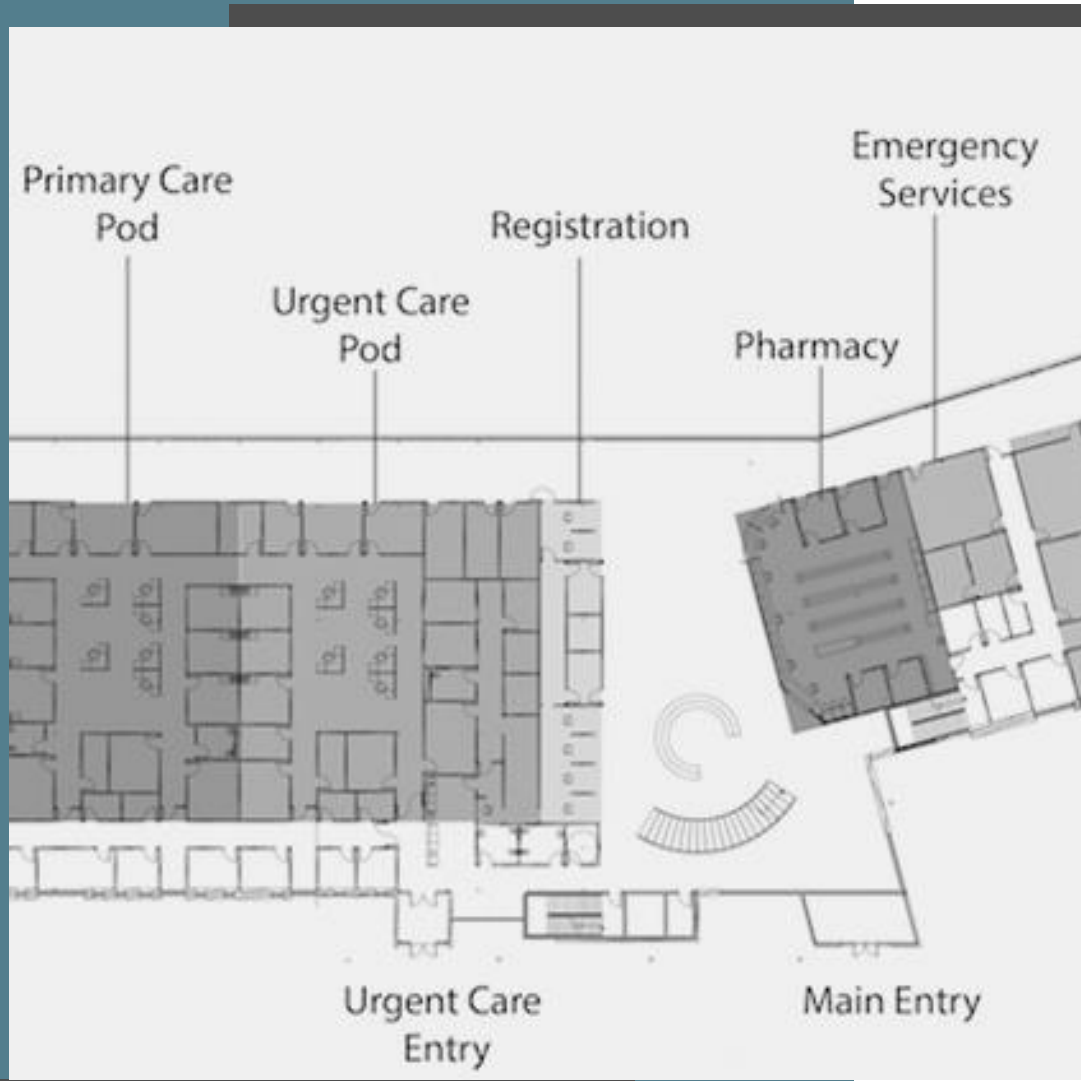 Emergency
Services
Primary Care
Pod
Registration
Urgent Care
Pod
Pharmacy
Urgent Care
Entry
Main Entry